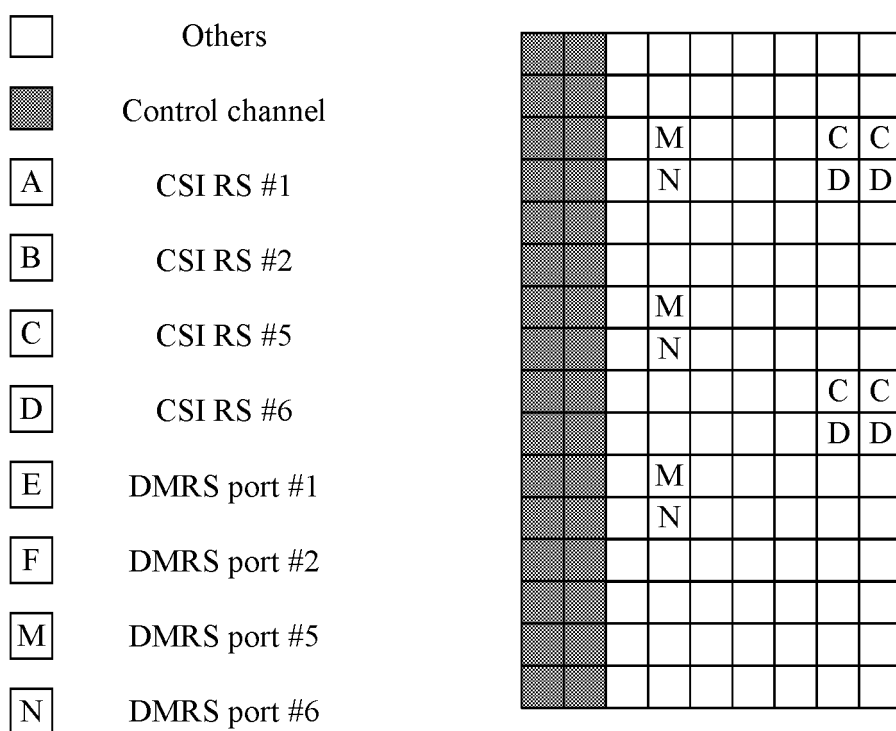 Others
Control channel
A CSI RS #1
B CSI RS #2
C CSI RS #5
D CSI RS #6
E DMRS port #1
F DMRS port #2
M DMRS port #5
N DMRS port #6
M C C
N D D
M
N
C C
D D
M
N